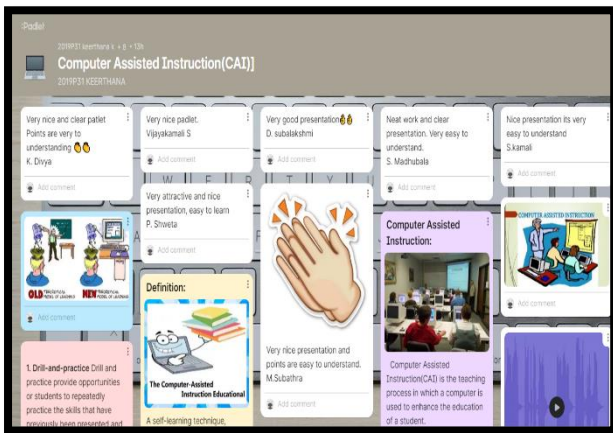 :Padlet
2019P31 keerthana k + 8 • 13h
Computer Assisted Instruction(CAI)]
2019P31 KEERTHANA
Very nice and clear patlet
Points are very to
understanding 👏👏
K. Divya
Add comment
OLD
NEW
Add comment
1. Drill-and-practice Drill and
practice provide opportunities
or students to repeatedly
practice the skills that have
previously been presented and
Very nice padlet.
Vijayakamali S
Add comment
Very attractive and nice
presentation, easy to learn
P. Shweta
Add comment
Definition:
The Computer-Assisted
Instruction Educational
A self-learning technique,
Very good presentation👌👌
D. subalakshmi
Add comment
Very nice presentation and
points are easy to understand.
M.Subathra
Add comment
Neat work and clear
presentation. Very easy to
understand.
S. Madhubala
Add comment
Computer Assisted
Instruction:
Computer Assisted
Instruction(CAI) is the teaching
process in which a computer is
used to enhance the education
of a student.
Nice presentation its very
easy to understand
S.kamali
Add comment
COMPUTER ASSISTED INSTRUCTION
Add comment